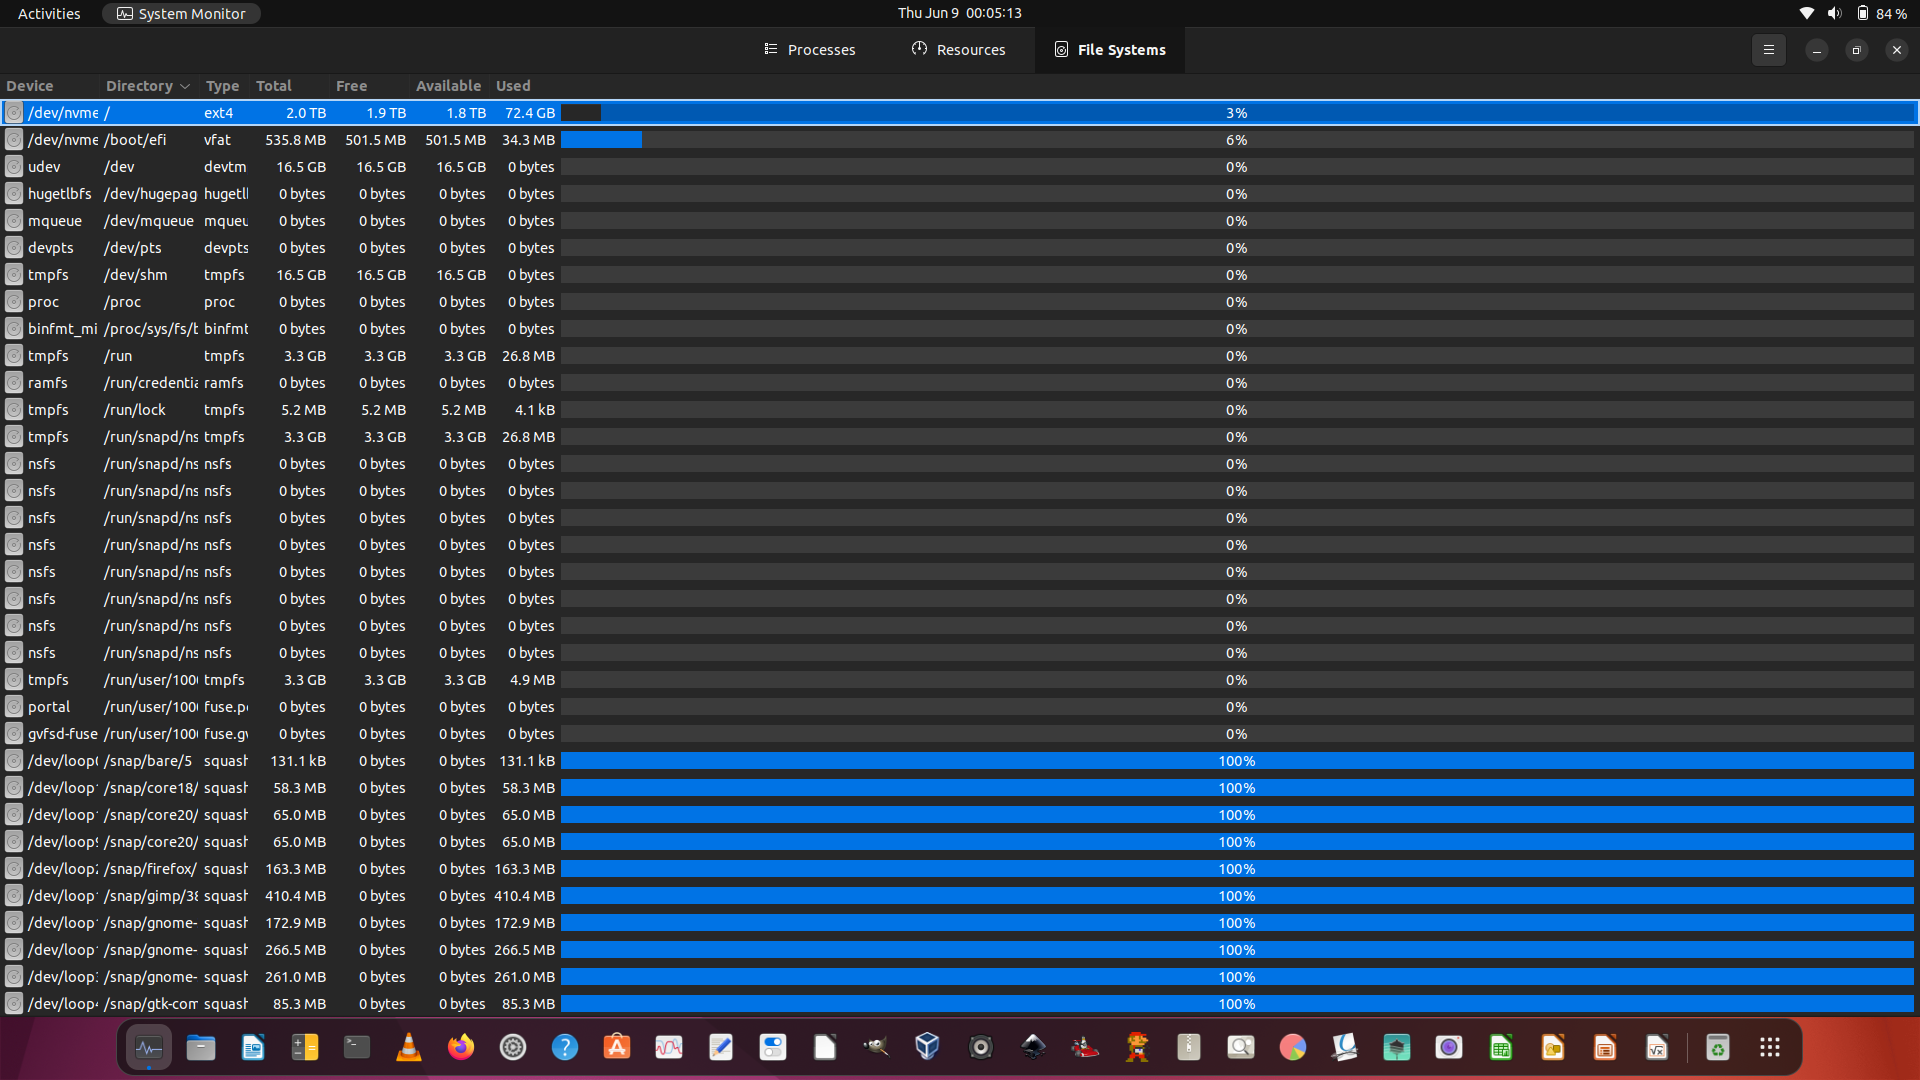 Activities System Monitor Thu Jun 9 00:05:13 84 %
Processes Resources File Systems
Device Directory Type Total Free Available Used
/dev/nvme / ext4 2.0 TB 1.9 TB 1.8 TB 72.4 GB 3%
/dev/nvme /boot/efi vfat 535.8 MB 501.5 MB 501.5 MB 34.3 MB 6%
udev /dev devtm 16.5 GB 16.5 GB 16.5 GB 0 bytes 0%
hugetlbfs /dev/hugepag hugetl 0 bytes 0 bytes 0 bytes 0 bytes 0%
mqueue /dev/mqueue mqueu 0 bytes 0 bytes 0 bytes 0 bytes 0%
devpts /dev/pts devpts 0 bytes 0 bytes 0 bytes 0 bytes 0%
tmpfs /dev/shm tmpfs 16.5 GB 16.5 GB 16.5 GB 0 bytes 0%
proc /proc proc 0 bytes 0 bytes 0 bytes 0 bytes 0%
binfmt_mi /proc/sys/fs/b binfmt 0 bytes 0 bytes 0 bytes 0 bytes 0%
tmpfs /run tmpfs 3.3 GB 3.3 GB 3.3 GB 26.8 MB 0%
ramfs /run/credentia ramfs 0 bytes 0 bytes 0 bytes 0 bytes 0%
tmpfs /run/lock tmpfs 5.2 MB 5.2 MB 5.2 MB 4.1 kB 0%
tmpfs /run/snapd/ns tmpfs 3.3 GB 3.3 GB 3.3 GB 26.8 MB 0%
nsfs /run/snapd/ns nsfs 0 bytes 0 bytes 0 bytes 0 bytes 0%
nsfs /run/snapd/ns nsfs 0 bytes 0 bytes 0 bytes 0 bytes 0%
nsfs /run/snapd/ns nsfs 0 bytes 0 bytes 0 bytes 0 bytes 0%
nsfs /run/snapd/ns nsfs 0 bytes 0 bytes 0 bytes 0 bytes 0%
nsfs /run/snapd/ns nsfs 0 bytes 0 bytes 0 bytes 0 bytes 0%
nsfs /run/snapd/ns nsfs 0 bytes 0 bytes 0 bytes 0 bytes 0%
nsfs /run/snapd/ns nsfs 0 bytes 0 bytes 0 bytes 0 bytes 0%
nsfs /run/snapd/ns nsfs 0 bytes 0 bytes 0 bytes 0 bytes 0%
tmpfs /run/user/100 tmpfs 3.3 GB 3.3 GB 3.3 GB 4.9 MB 0%
portal /run/user/100 fuse.p 0 bytes 0 bytes 0 bytes 0 bytes 0%
gvfsd-fuse /run/user/100 fuse.gv 0 bytes 0 bytes 0 bytes 0 bytes 0%
/dev/loop0 /snap/bare/5 squash 131.1 kB 0 bytes 0 bytes 131.1 kB 100%
/dev/loop1 /snap/core18/ squash 58.3 MB 0 bytes 0 bytes 58.3 MB 100%
/dev/loop1 /snap/core20/ squash 65.0 MB 0 bytes 0 bytes 65.0 MB 100%
/dev/loop9 /snap/core20/ squash 65.0 MB 0 bytes 0 bytes 65.0 MB 100%
/dev/loop2 /snap/firefox/ squash 163.3 MB 0 bytes 0 bytes 163.3 MB 100%
/dev/loop1 /snap/gimp/38 squash 410.4 MB 0 bytes 0 bytes 410.4 MB 100%
/dev/loop1 /snap/gnome- squash 172.9 MB 0 bytes 0 bytes 172.9 MB 100%
/dev/loop1 /snap/gnome- squash 266.5 MB 0 bytes 0 bytes 266.5 MB 100%
/dev/loop3 /snap/gnome- squash 261.0 MB 0 bytes 0 bytes 261.0 MB 100%
/dev/loop4 /snap/gtk-com squash 85.3 MB 0 bytes 0 bytes 85.3 MB 100%